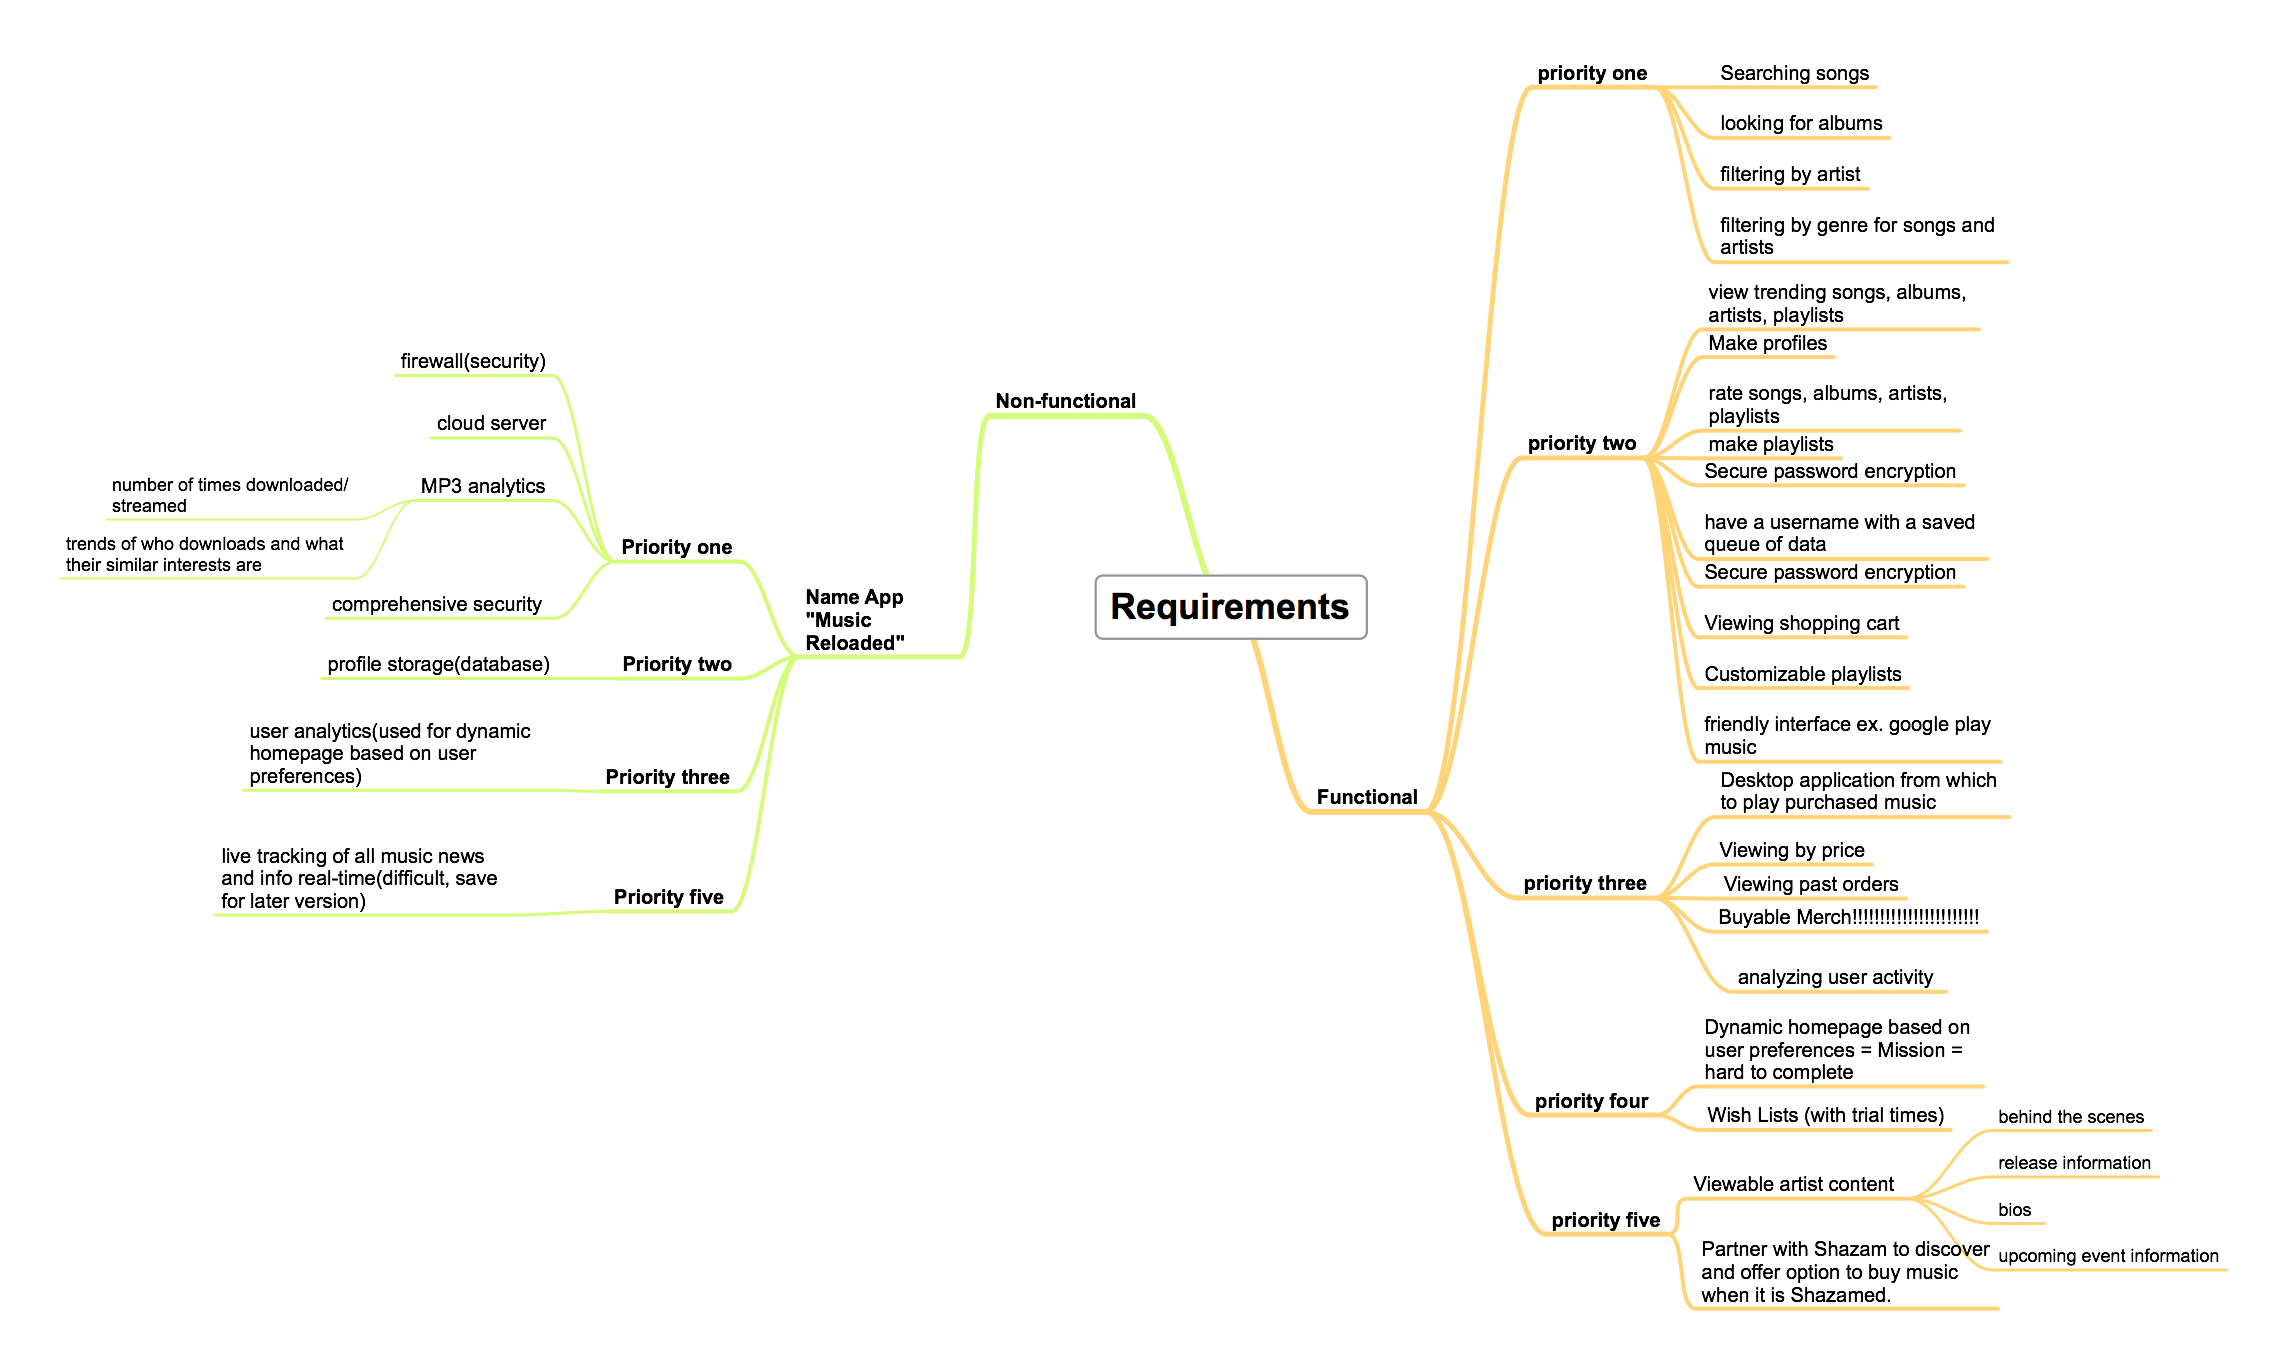 Requirements
Non-functional
Name App
"Music
Reloaded"
Priority one
firewall(security)
cloud server
MP3 analytics
number of times downloaded/
streamed
trends of who downloads and what
their similar interests are
comprehensive security
Priority two
profile storage(database)
Priority three
user analytics(used for dynamic
homepage based on user
preferences)
Priority five
live tracking of all music news
and info real-time(difficult, save
for later version)
Functional
priority one
Searching songs
looking for albums
filtering by artist
filtering by genre for songs and
artists
priority two
view trending songs, albums,
artists, playlists
Make profiles
rate songs, albums, artists,
playlists
make playlists
Secure password encryption
have a username with a saved
queue of data
Secure password encryption
Viewing shopping cart
Customizable playlists
friendly interface ex. google play
music
priority three
Desktop application from which
to play purchased music
Viewing by price
Viewing past orders
Buyable Merch!!!!!!!!!!!!!!!!!!!!!!!
analyzing user activity
priority four
Dynamic homepage based on
user preferences = Mission =
hard to complete
Wish Lists (with trial times)
priority five
Viewable artist content
behind the scenes
release information
bios
upcoming event information
Partner with Shazam to discover
and offer option to buy music
when it is Shazamed.